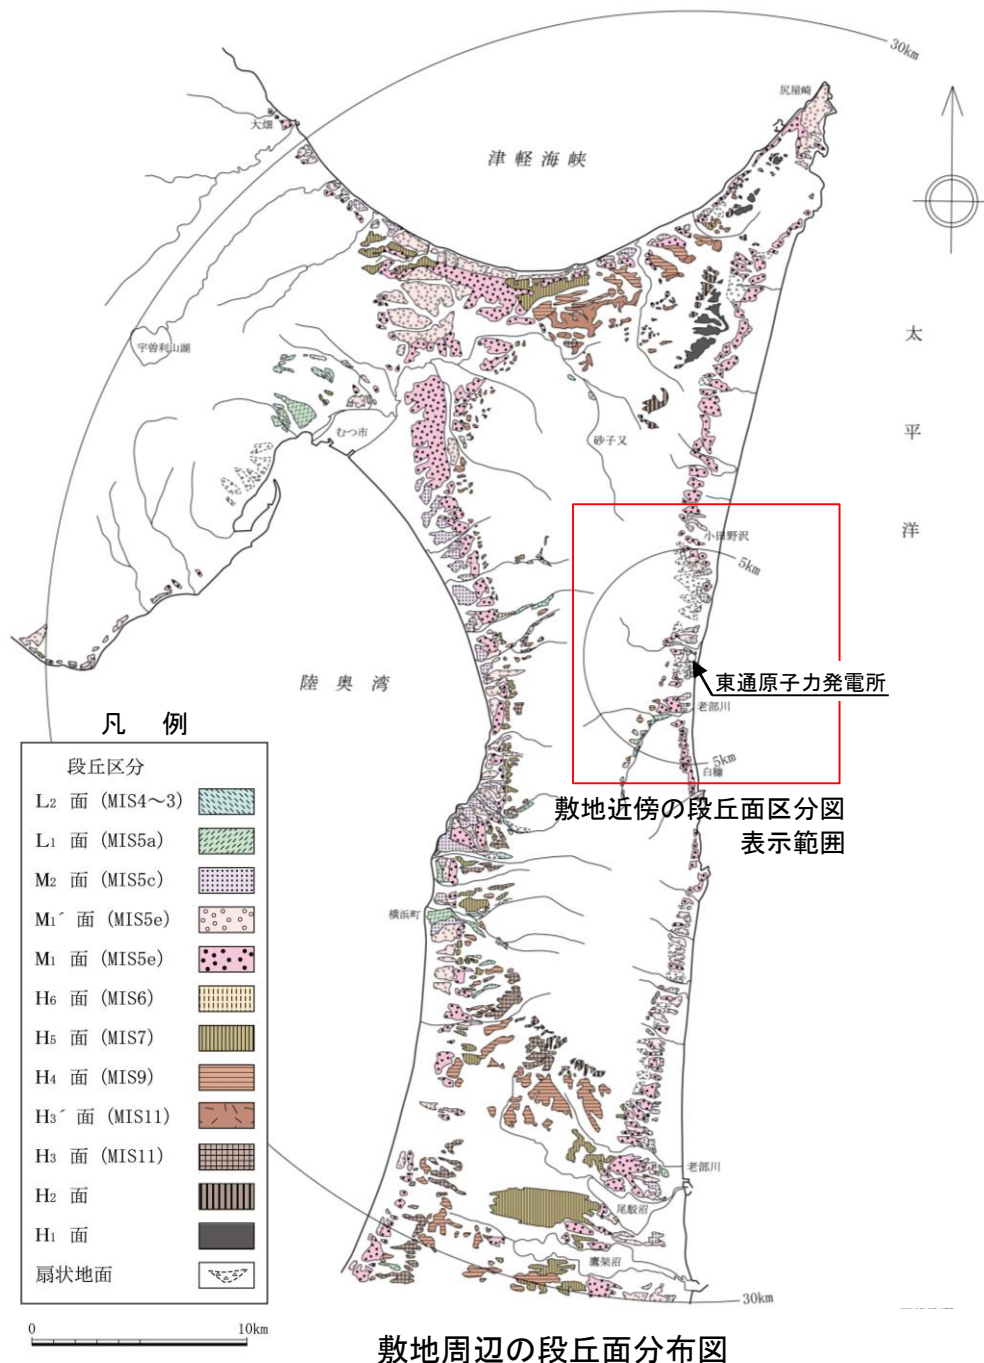 30km
尻屋崎
大畑
津軽海峡
太平洋
宇曽利山湖
むつ市
砂子又
小田野沢
5km
東通原子力発電所
老部川
5km
白糠
陸奥湾
敷地近傍の段丘面区分図
表示範囲
横浜町
凡 例
段丘区分
L2 面 (MIS4～3)
L1 面 (MIS5a)
M2 面 (MIS5c)
M1´ 面 (MIS5e)
M1 面 (MIS5e)
H6 面 (MIS6)
H5 面 (MIS7)
H4 面 (MIS9)
H3´ 面 (MIS11)
H3 面 (MIS11)
H2 面
H1 面
扇状地面
老部川
尾駮沼
鷹架沼
30km
0 10km
敷地周辺の段丘面分布図